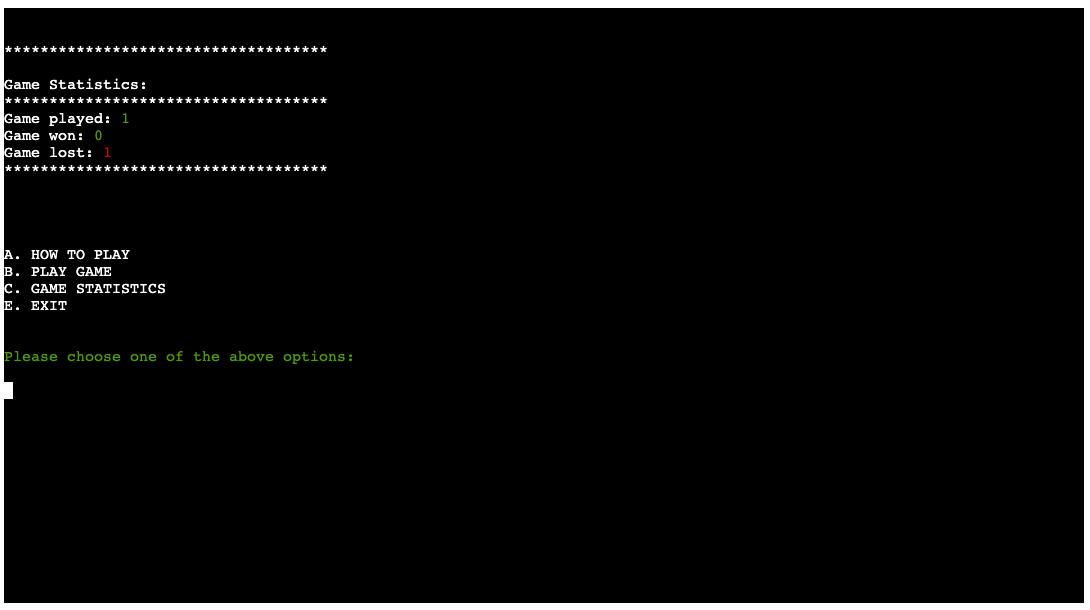 ************************************
Game Statistics:
************************************
Game played: 1
Game won: 0
Game lost: 1
************************************
A. HOW TO PLAY
B. PLAY GAME
C. GAME STATISTICS
E. EXIT
Please choose one of the above options: